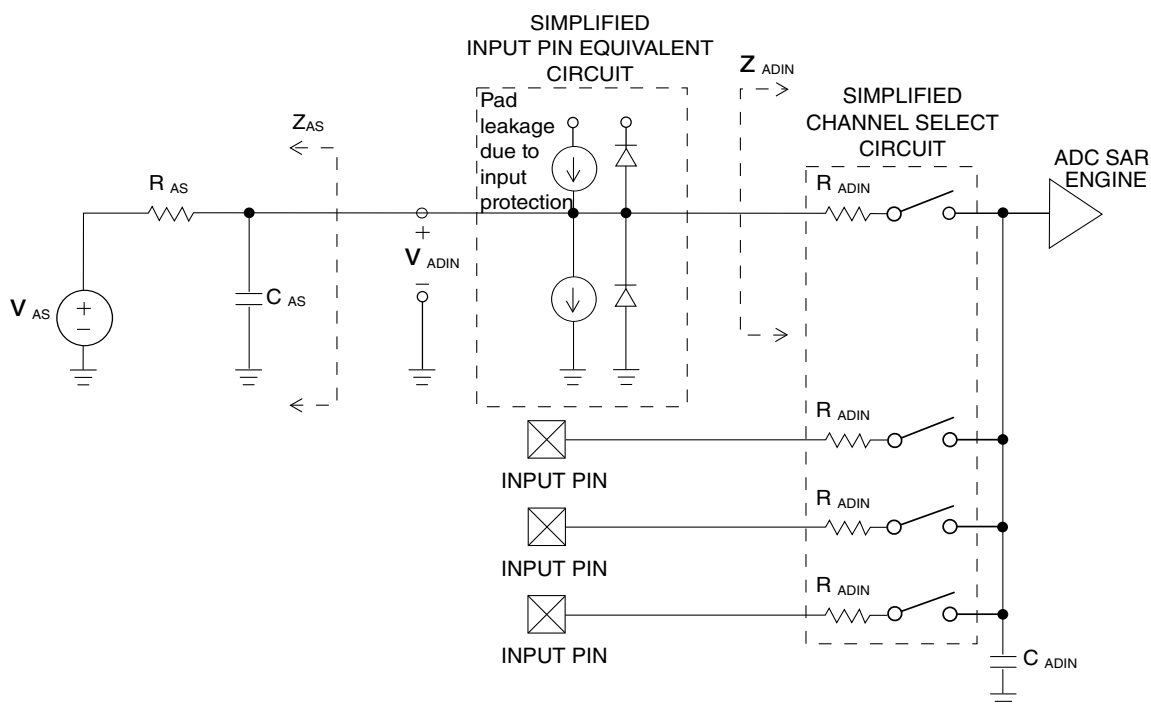 SIMPLIFIED
INPUT PIN EQUIVALENT
CIRCUIT
Z ADIN
SIMPLIFIED
CHANNEL SELECT
CIRCUIT
ADC SAR
ENGINE
Pad
leakage
due to
input
protection
ZAS
R AS
R ADIN
+
V ADIN
–
+
–
V AS
C AS
R ADIN
INPUT PIN
R ADIN
INPUT PIN
R ADIN
INPUT PIN
C ADIN